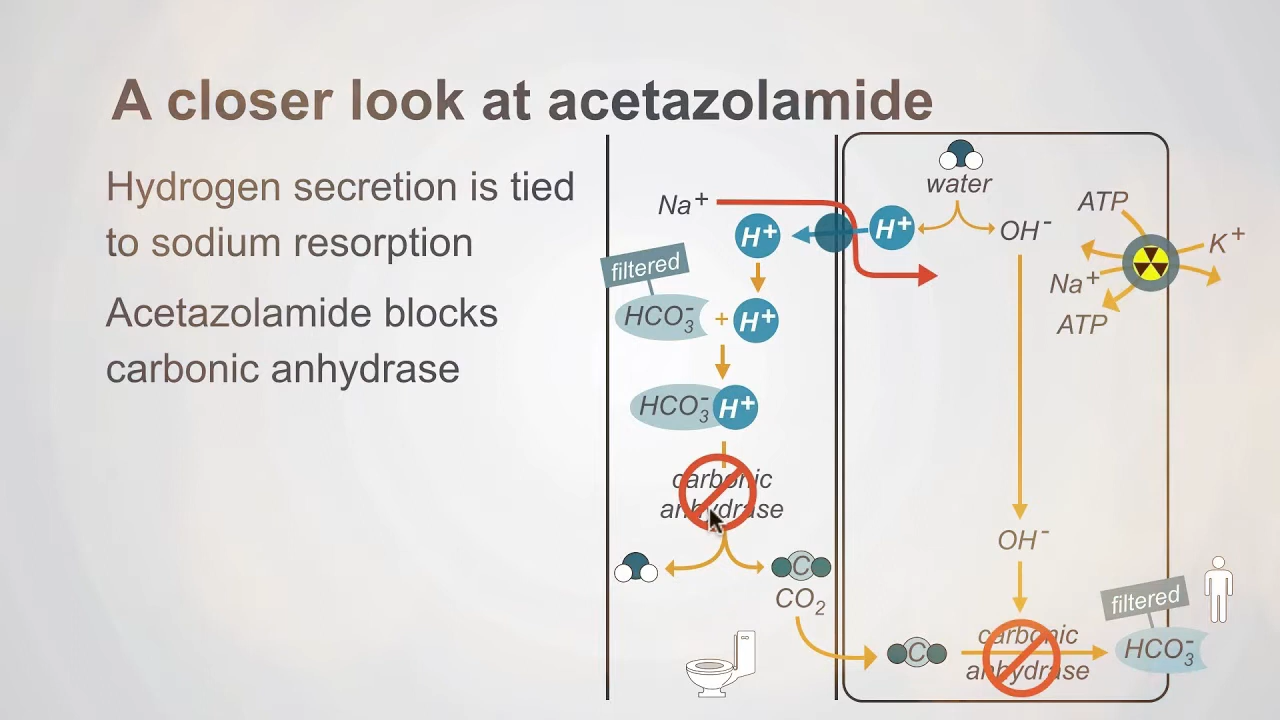 A closer look at acetazolamide
Hydrogen secretion is tied
to sodium resorption
Acetazolamide blocks
carbonic anhydrase
Na+
H+
H+
water
OH-
ATP
K+
Na+
ATP
filtered
HCO3-
+
H+
HCO3-
H+
carbonic
anhydrase
C
CO2
OH-
C
carbonic
anhydrase
filtered
HCO3-